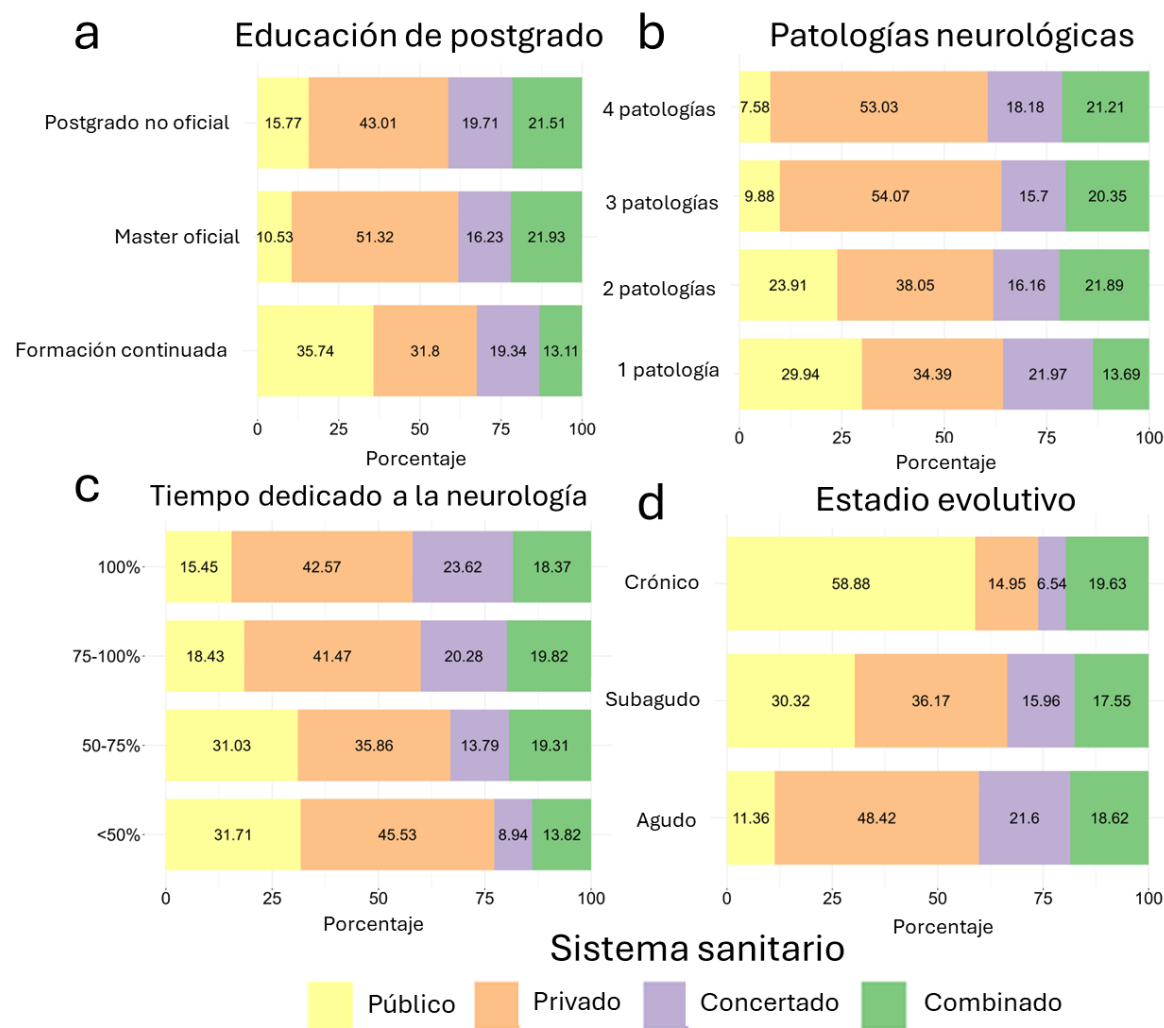 a
Educación de postgrado
Postgrado no oficial
15.77 43.01 19.71 21.51
Master oficial
10.53 51.32 16.23 21.93
Formación continuada
35.74 31.8 19.34 13.11
0 25 50 75 100
Porcentaje
b
Patologías neurológicas
4 patologías
7.58 53.03 18.18 21.21
3 patologías
9.88 54.07 15.7 20.35
2 patologías
23.91 38.05 16.16 21.89
1 patología
29.94 34.39 21.97 13.69
0 25 50 75 100
Porcentaje
c
Tiempo dedicado a la neurología
100%
15.45 42.57 23.62 18.37
75-100%
18.43 41.47 20.28 19.82
50-75%
31.03 35.86 13.79 19.31
<50%
31.71 45.53 8.94 13.82
0 25 50 75 100
Porcentaje
d
Estadio evolutivo
Crónico
58.88 14.95 6.54 19.63
Subagudo
30.32 36.17 15.96 17.55
Agudo
11.36 48.42 21.6 18.62
0 25 50 75 100
Porcentaje
Sistema sanitario
Público Privado Concertado Combinado